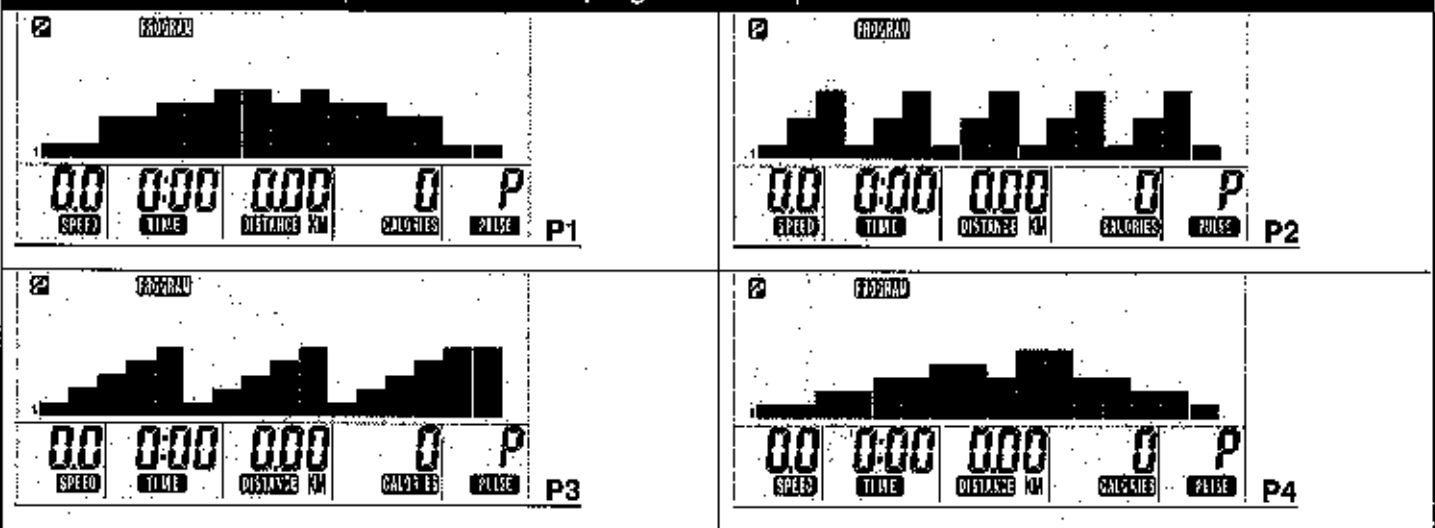 PROGRAM
1
0.0 0:00 0.00 0 P
SPEED TIME DISTANCE KM CALORIES PULSE P1
PROGRAM
1
0.0 0:00 0.00 0 P
SPEED TIME DISTANCE KM CALORIES PULSE P2
PROGRAM
1
0.0 0:00 0.00 0 P
SPEED TIME DISTANCE KM CALORIES PULSE P3
PROGRAM
1
0.0 0:00 0.00 0 P
SPEED TIME DISTANCE KM CALORIES PULSE P4